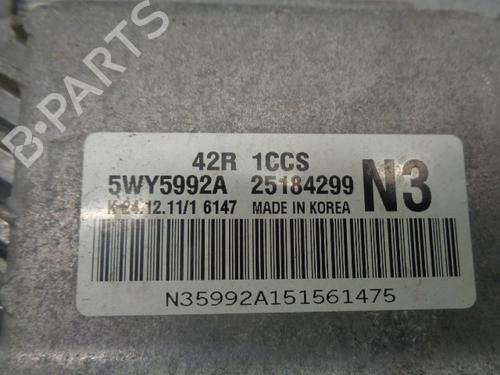 42R 1CCS
5WY5992A 25184299 N3
K 24.12.11/1 6147 MADE IN KOREA
N35992A151561475
B-PARTS